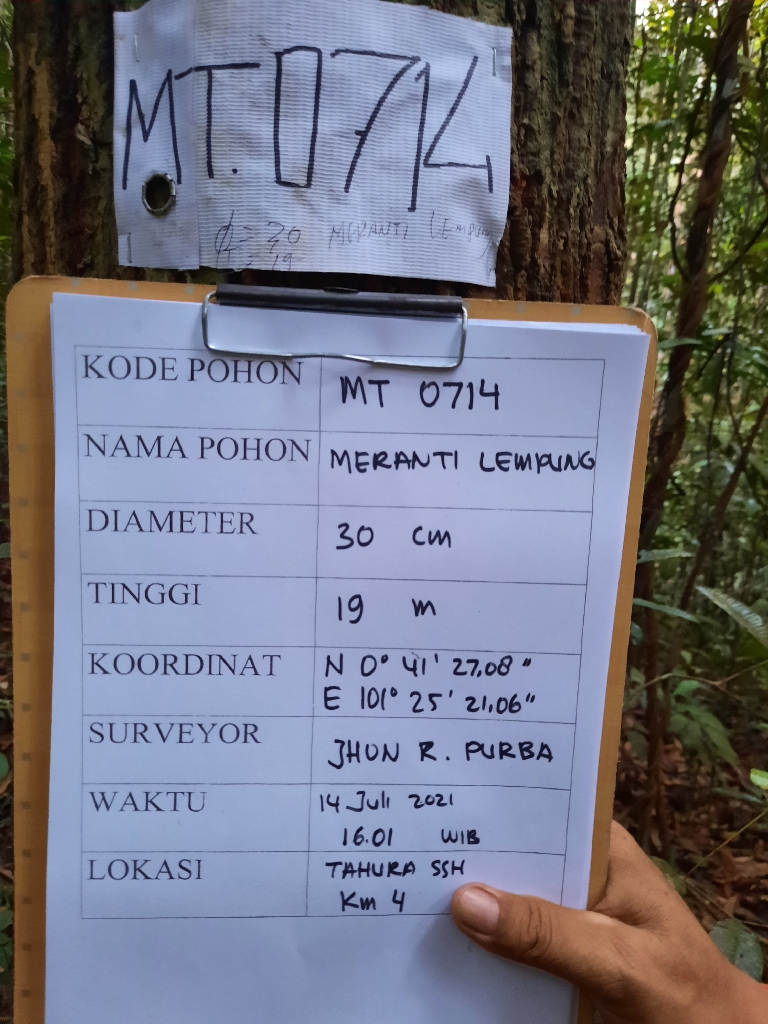 MT. 0714
Ø = 30 MERANTI LEMPUNG
= 19
KODE POHON MT 0714
NAMA POHON MERANTI LEMPUNG
DIAMETER 30 cm
TINGGI 19 m
KOORDINAT N 0° 41' 27,08"
E 101° 25' 21,06"
SURVEYOR JHON R. PURBA
WAKTU 14 Juli 2021
16.01 WIB
LOKASI TAHURA SSH
Km 4